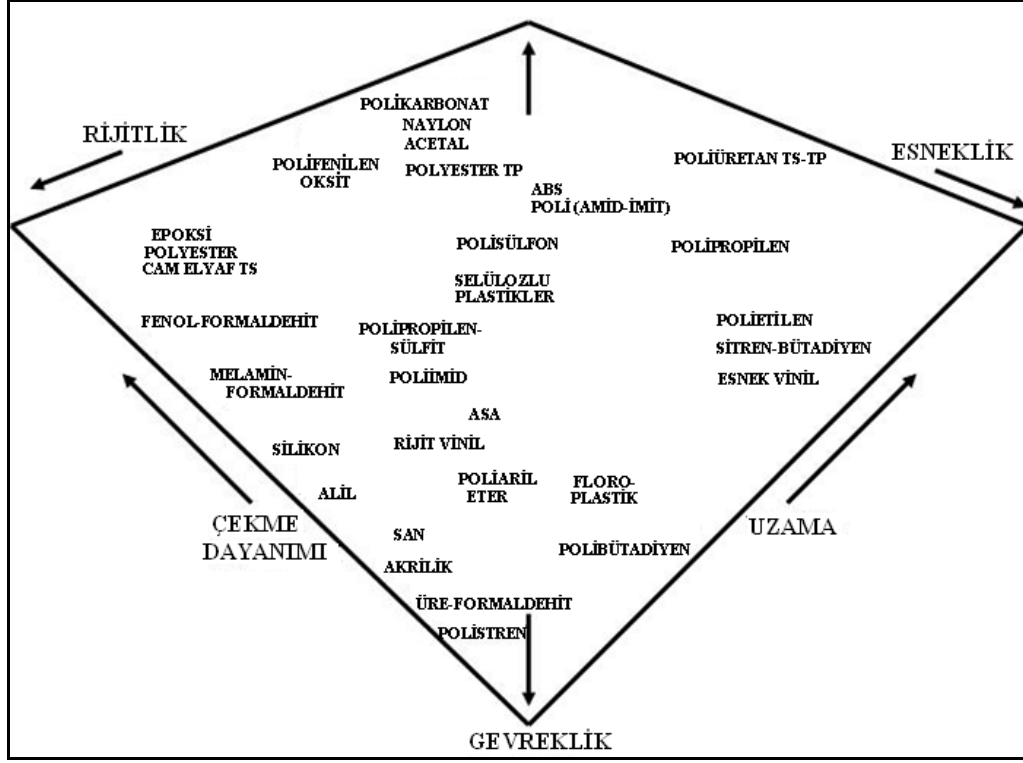 POLİKARBONAT
NAYLON
ACETAL
RİJİTLİK
POLİFENİLEN
OKSİT
POLYESTER TP
POLİÜRETAN TS-TP
ESNEKLİK
ABS
POLİ (AMİD-İMİT)
EPOKSİ
POLYESTER
CAM ELYAF TS
POLİSÜLFON
POLİPROPİLEN
SELÜLOZLU
PLASTİKLER
FENOL-FORMALDEHİT
POLİPROPİLEN-
SÜLFİT
POLİETİLEN
SİTREN-BÜTADİYEN
ESNEK VİNİL
MELAMİN-
FORMALDEHİT
POLİİMİD
ASA
SİLİKON
RİJİT VİNİL
ALİL
POLİARİL
ETER
FLORO-
PLASTİK
ÇEKME
DAYANIMI
UZAMA
SAN
POLİBÜTADİYEN
AKRİLİK
ÜRE-FORMALDEHİT
POLİSTREN
GEVREKLİK